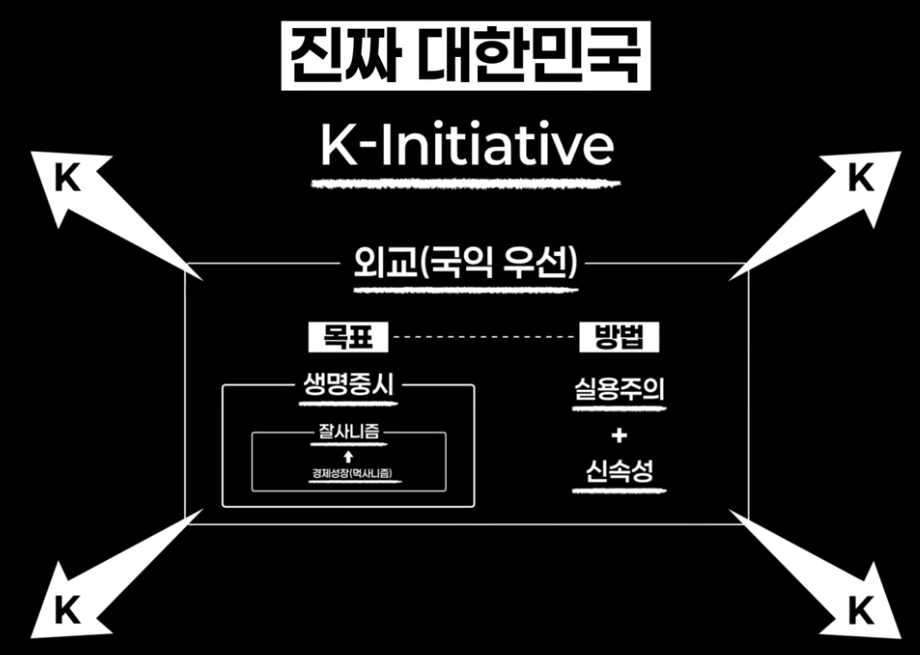 진짜 대한민국
K-Initiative
K
K
외교(국익 우선)
목표
방법
생명중시
실용주의
잘사니즘
+
경제성장(먹사니즘)
신속성
K
K